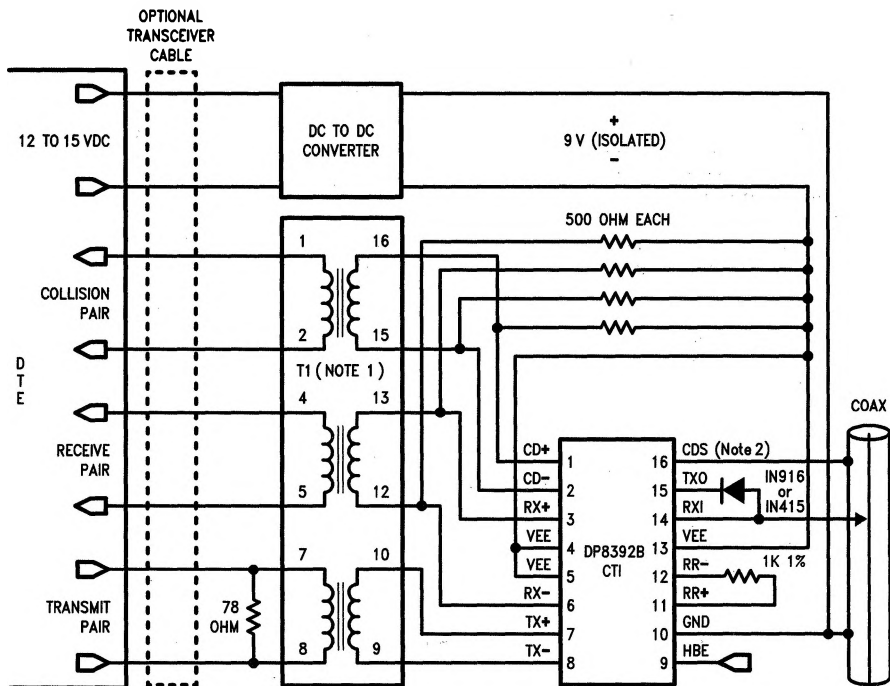 OPTIONAL
TRANSCEIVER
CABLE
12 TO 15 VDC
DC TO DC
CONVERTER
+
9 V (ISOLATED)
−
500 OHM EACH
1
16
COLLISION
PAIR
2
15
T1 (NOTE 1)
D
T
E
4
13
COAX
RECEIVE
PAIR
5
12
CD+
1
16
CDS (Note 2)
CD-
2
15
TXO
IN916
or
IN415
RX+
3
14
RXI
VEE
4
13
VEE
DP8392B
CTI
VEE
5
12
RR-
1K 1%
RX-
6
11
RR+
TX+
7
10
GND
TX-
8
9
HBE
7
10
TRANSMIT
PAIR
78
OHM
8
9